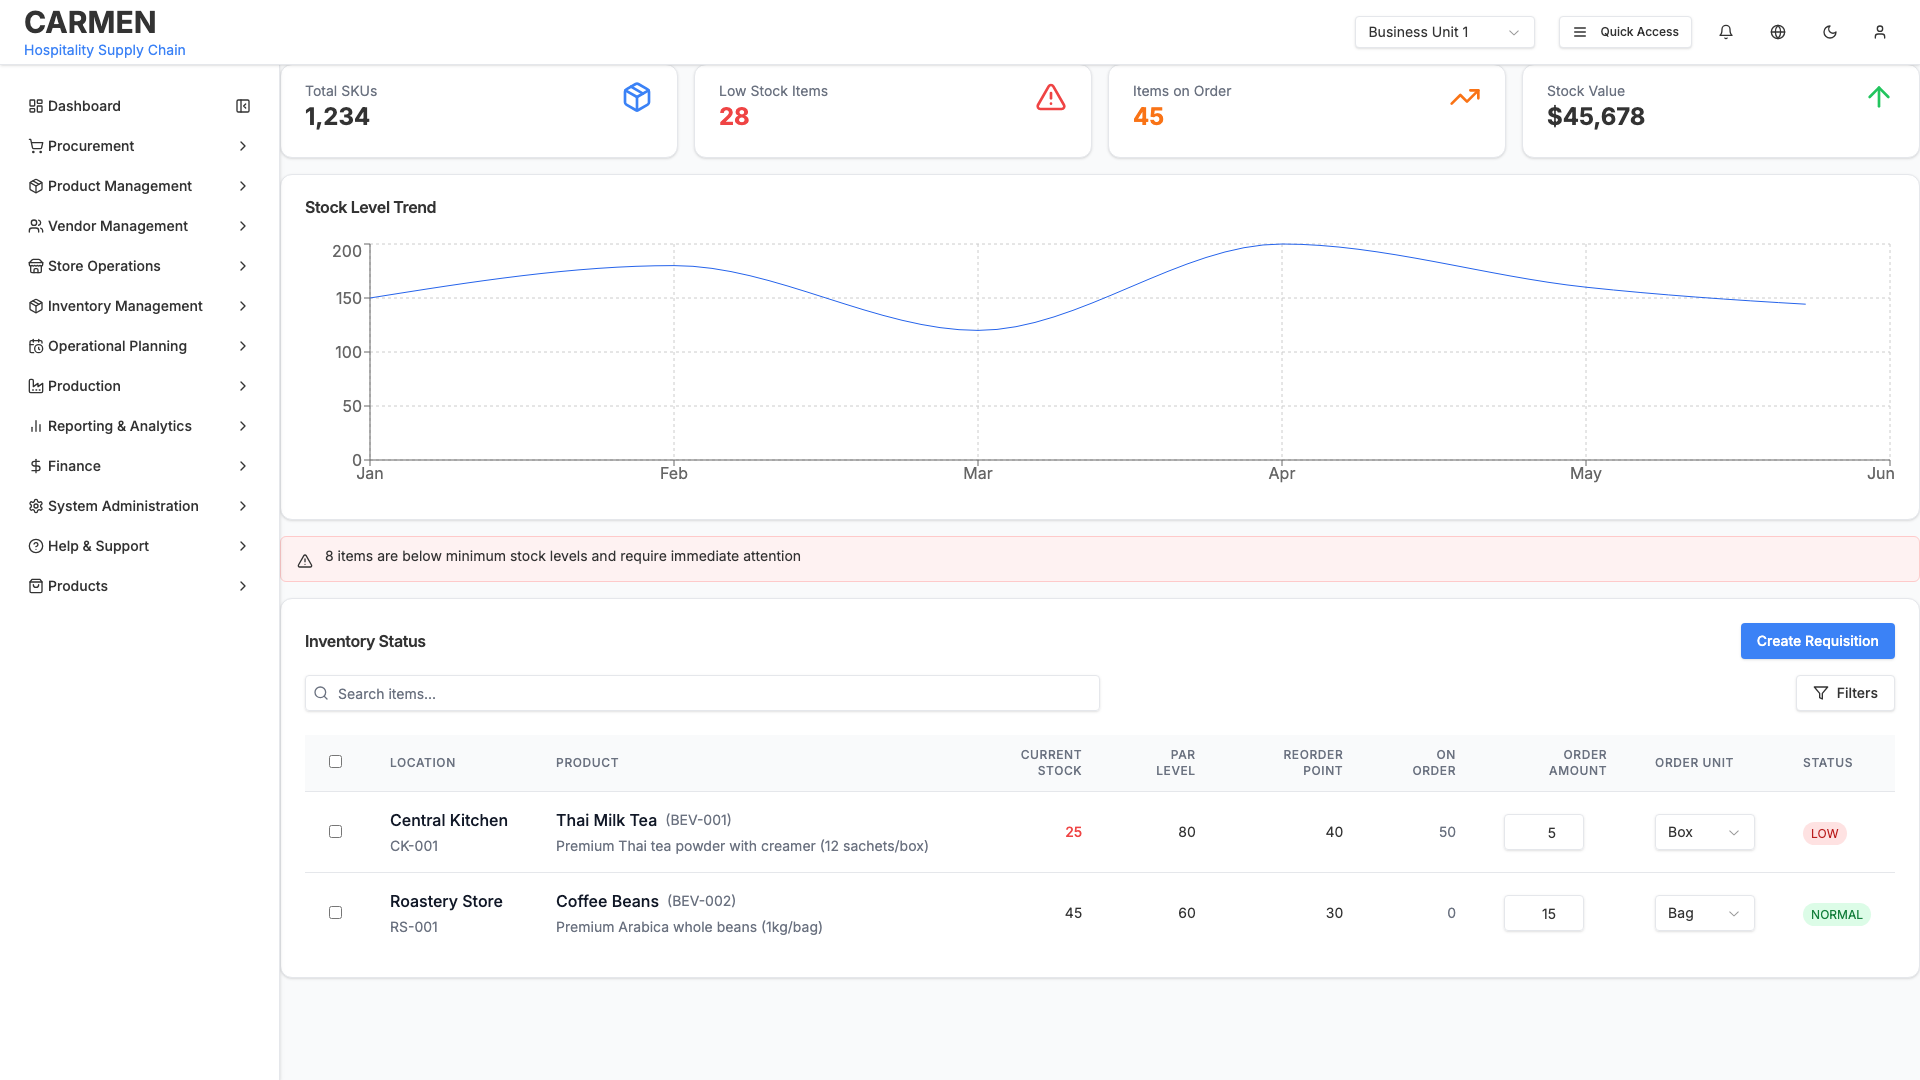 CARMEN
Hospitality Supply Chain
Business Unit 1
Quick Access
Dashboard
Procurement
Product Management
Vendor Management
Store Operations
Inventory Management
Operational Planning
Production
Reporting & Analytics
Finance
System Administration
Help & Support
Products
Total SKUs
1,234
Low Stock Items
28
Items on Order
45
Stock Value
$45,678
Stock Level Trend
200
150
100
50
0
Jan Feb Mar Apr May Jun
8 items are below minimum stock levels and require immediate attention
Inventory Status
Create Requisition
Search items...
Filters
LOCATION PRODUCT CURRENT STOCK PAR LEVEL REORDER POINT ON ORDER ORDER AMOUNT ORDER UNIT STATUS
Central Kitchen Thai Milk Tea (BEV-001) 25 80 40 50 5 Box LOW
CK-001 Premium Thai tea powder with creamer (12 sachets/box)
Roastery Store Coffee Beans (BEV-002) 45 60 30 0 15 Bag NORMAL
RS-001 Premium Arabica whole beans (1kg/bag)